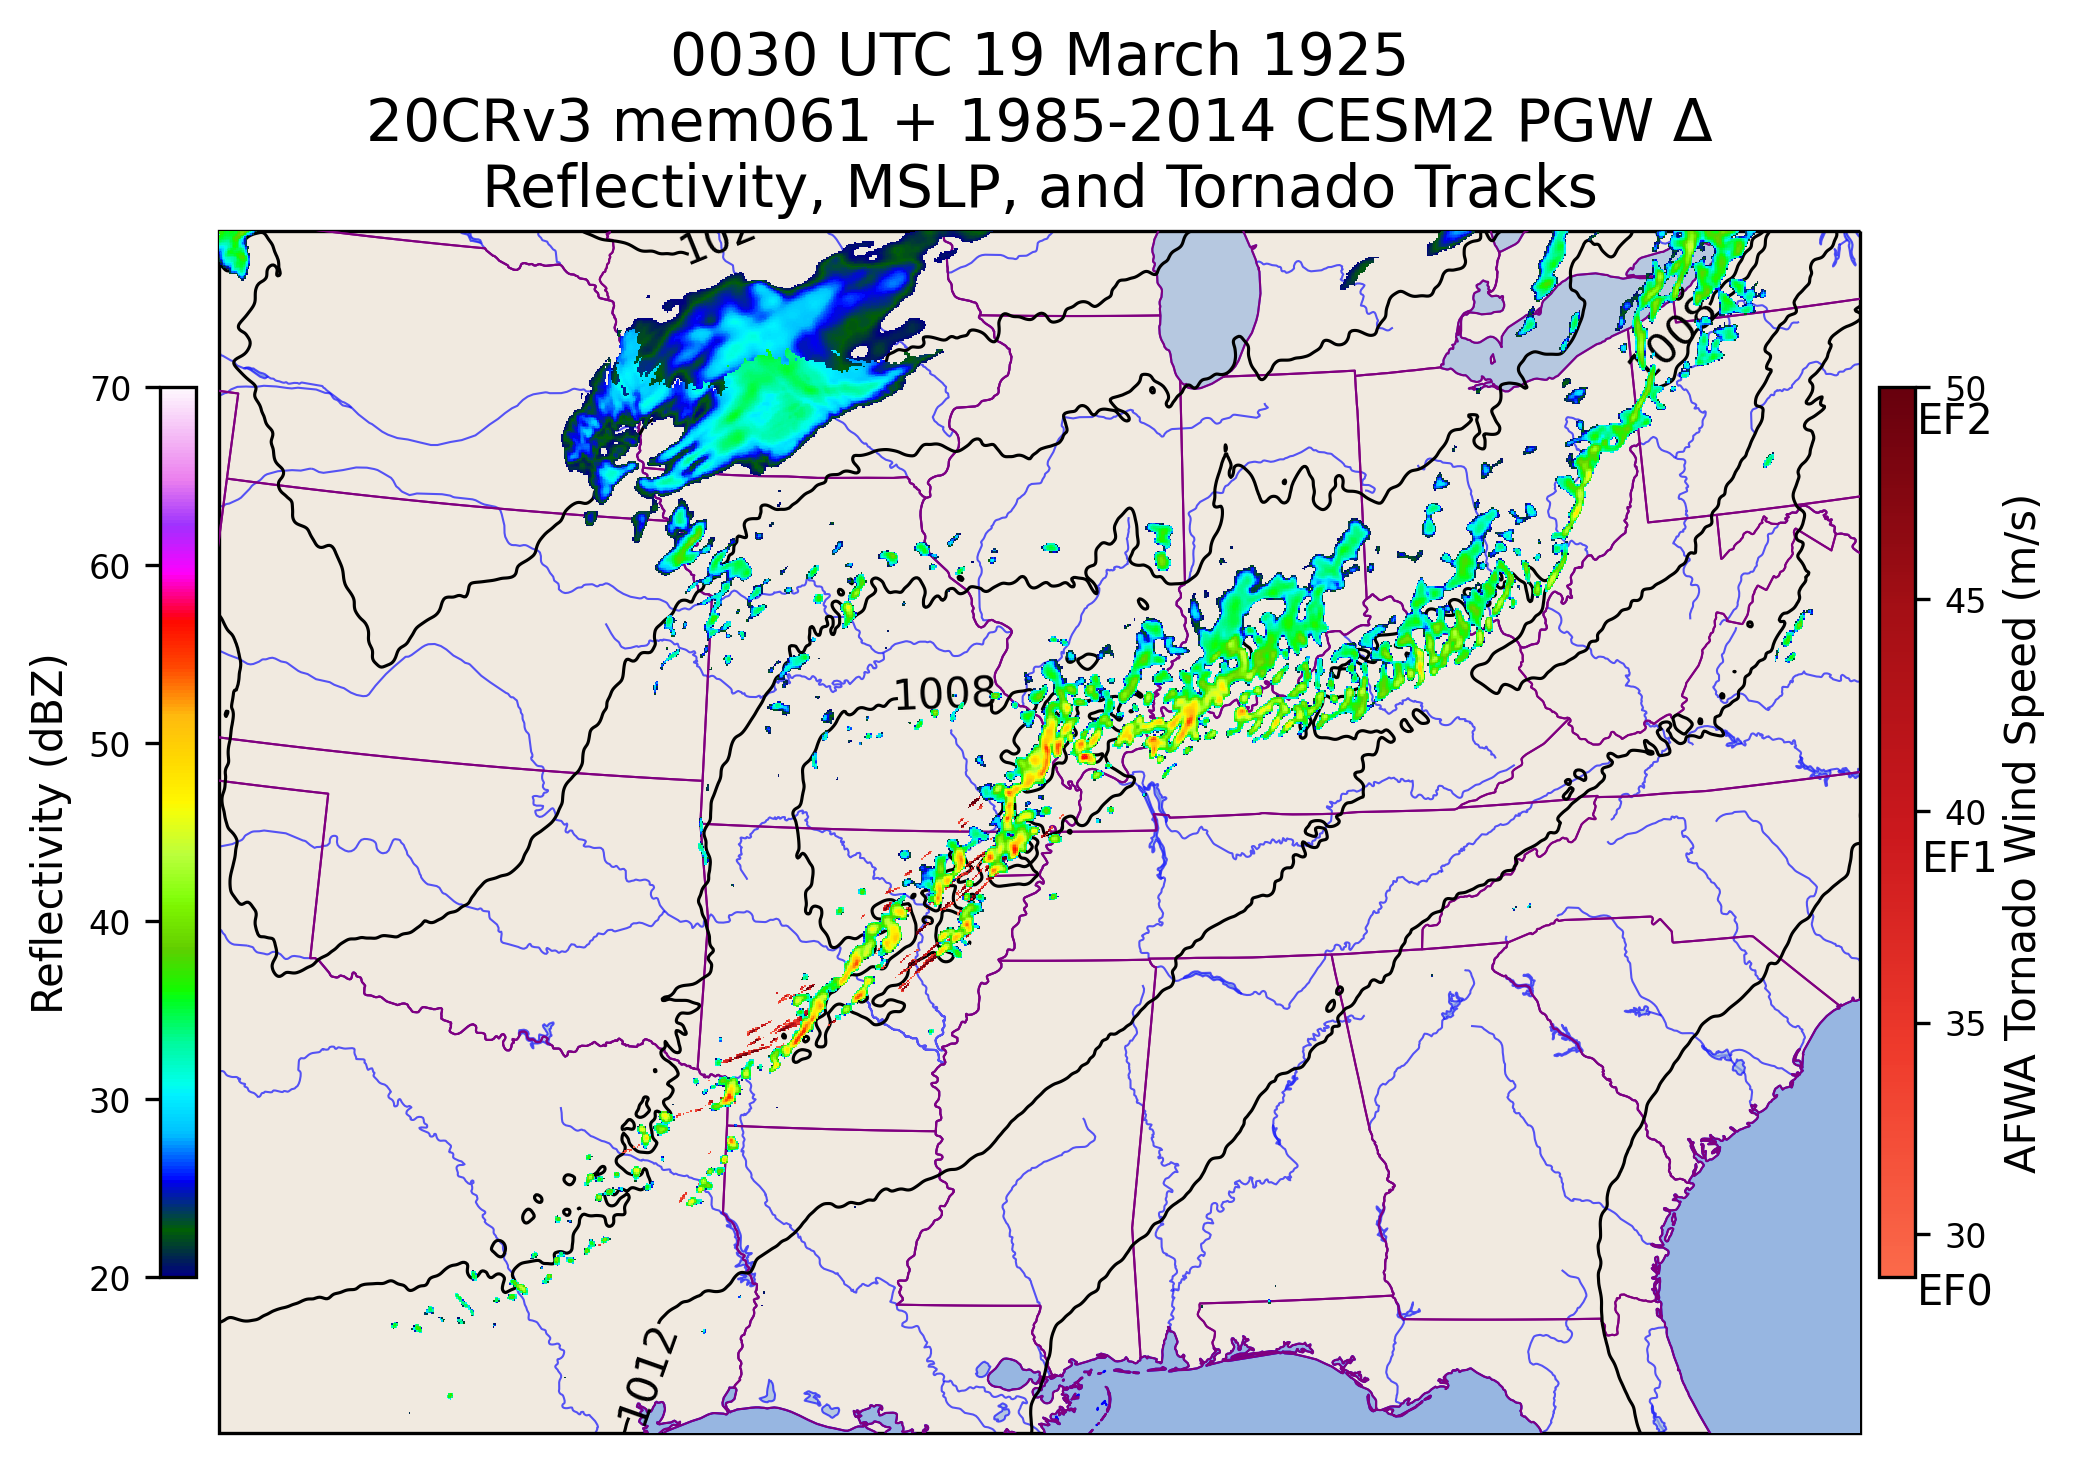 0030 UTC 19 March 1925
20CRv3 mem061 + 1985-2014 CESM2 PGW Δ
Reflectivity, MSLP, and Tornado Tracks
102
1008
1008
100
1012
70
60
50
40
30
20
Reflectivity (dBZ)
50
EF2
45
40
EF1
35
30
EF0
AFWA Tornado Wind Speed (m/s)